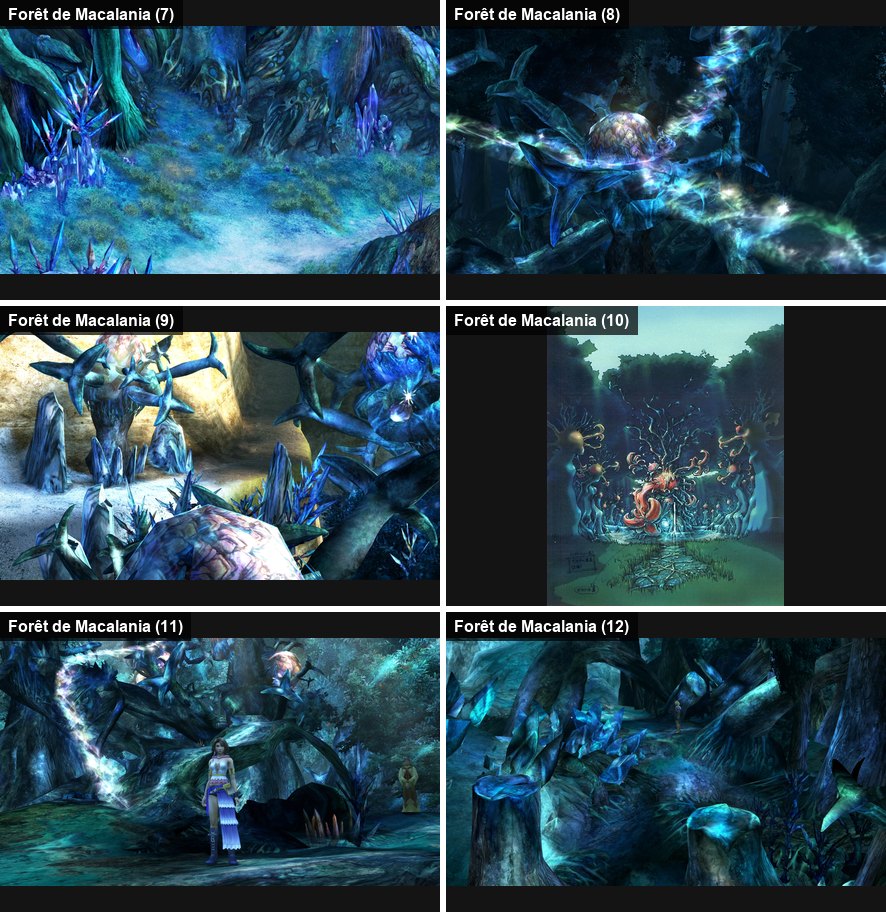 Forêt de Macalania (7)
Forêt de Macalania (8)
Forêt de Macalania (9)
Forêt de Macalania (10)
Forêt de Macalania (11)
Forêt de Macalania (12)